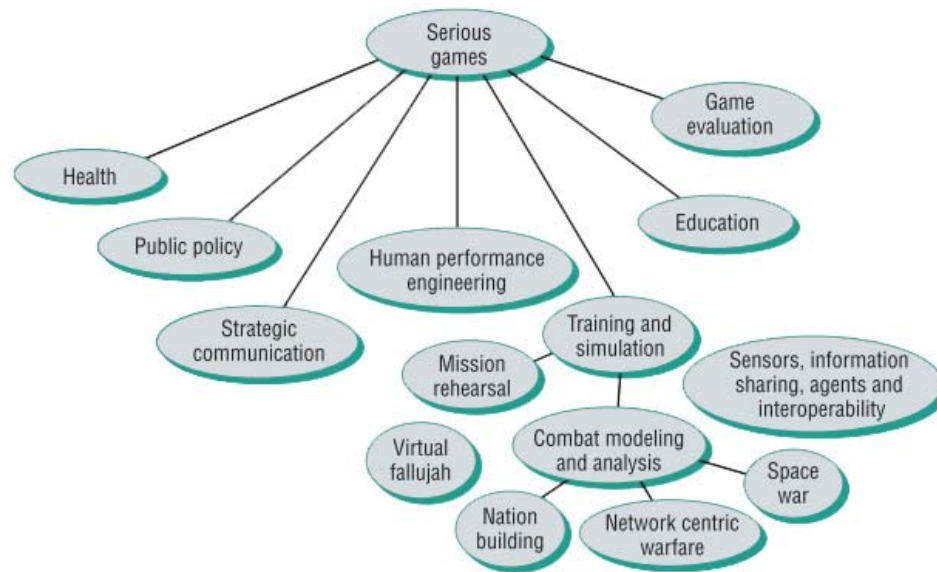 Serious
games
Game
evaluation
Health
Education
Public policy
Human performance
engineering
Strategic
communication
Training and
simulation
Mission
rehearsal
Sensors, information
sharing, agents and
interoperability
Virtual
fallujah
Combat modeling
and analysis
Space
war
Nation
building
Network centric
warfare